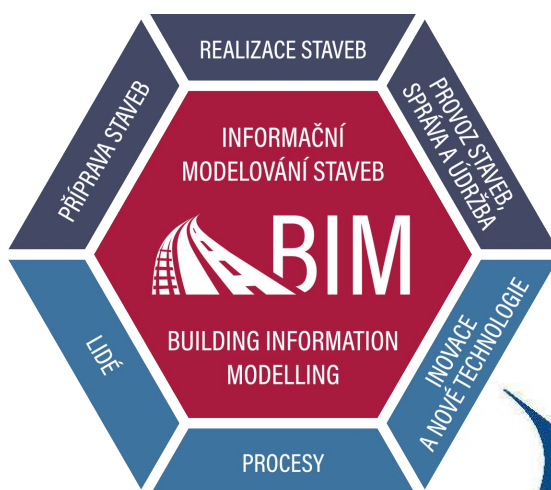 REALIZACE STAVEB
PŘÍPRAVA STAVEB
PROVOZ STAVEB,
SPRÁVA A ÚDRŽBA
INFORMAČNÍ
MODELOVÁNÍ STAVEB
BIM
BUILDING INFORMATION
MODELLING
LIDÉ
INOVACE
A NOVÉ TECHNOLOGIE
PROCESY